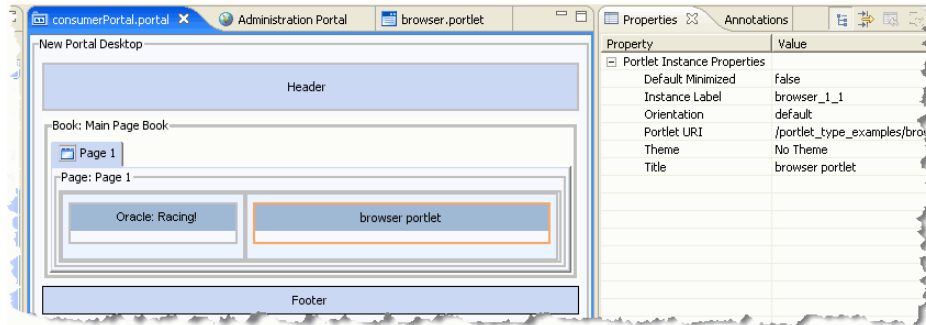 consumerPortal.portal Administration Portal browser.portlet
Properties Annotations
New Portal Desktop
Header
Book: Main Page Book
Page 1
Page: Page 1
Oracle: Racing! browser portlet
Footer
Property Value
Portlet Instance Properties
Default Minimized false
Instance Label browser_1_1
Orientation default
Portlet URI /portlet_type_examples/bro
Theme No Theme
Title browser portlet